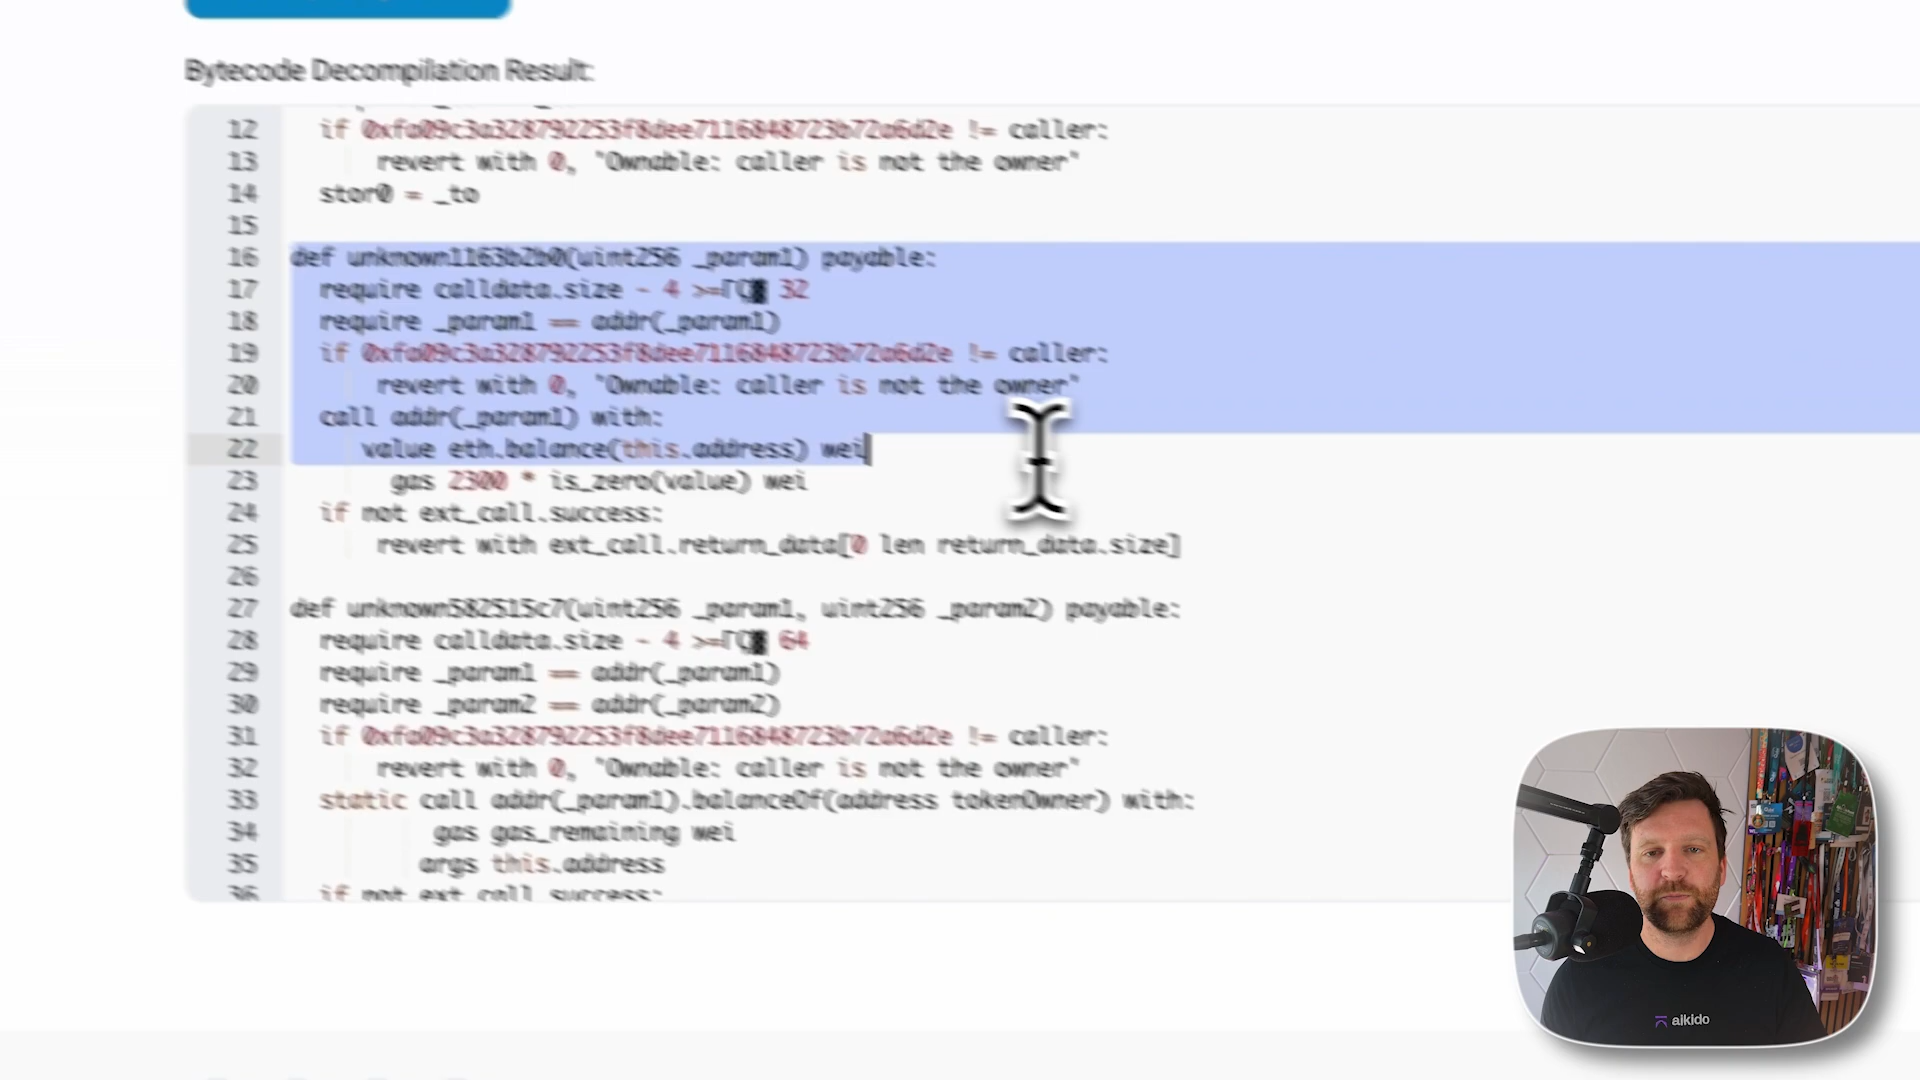 Bytecode Decompilation Result:
12 if 0xfa09c3a328792253f8dee7116848723b72a6d2e != caller:
13 revert with 0, 'Ownable: caller is not the owner'
14 stor0 = _to
15
16 def unknown1163b2b0(uint256 _param1) payable:
17 require calldata.size - 4 >=ΓÇ▓ 32
18 require _param1 == addr(_param1)
19 if 0xfa09c3a328792253f8dee7116848723b72a6d2e != caller:
20 revert with 0, 'Ownable: caller is not the owner'
21 call addr(_param1) with:
22 value eth.balance(this.address) wei
23 gas 2300 * is_zero(value) wei
24 if not ext_call.success:
25 revert with ext_call.return_data[0 len return_data.size]
26
27 def unknown582515c7(uint256 _param1, uint256 _param2) payable:
28 require calldata.size - 4 >=ΓÇ▓ 64
29 require _param1 == addr(_param1)
30 require _param2 == addr(_param2)
31 if 0xfa09c3a328792253f8dee7116848723b72a6d2e != caller:
32 revert with 0, 'Ownable: caller is not the owner'
33 static call addr(_param1).balanceOf(address tokenOwner) with:
34 gas gas_remaining wei
35 args this.address
36 if not ext_call.success:
aikido